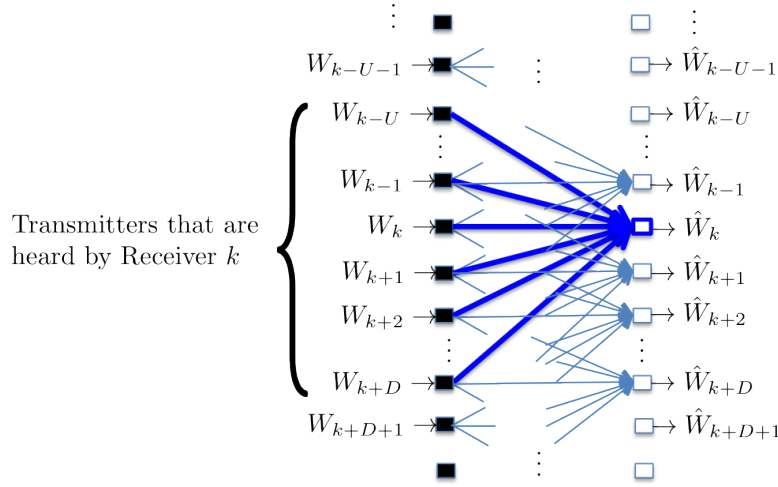 W_{k-U-1} Ŵ_{k-U-1}
W_{k-U} Ŵ_{k-U}
W_{k-1} Ŵ_{k-1}
Transmitters that are
heard by Receiver k
W_k Ŵ_k
W_{k+1} Ŵ_{k+1}
W_{k+2} Ŵ_{k+2}
W_{k+D} Ŵ_{k+D}
W_{k+D+1} Ŵ_{k+D+1}